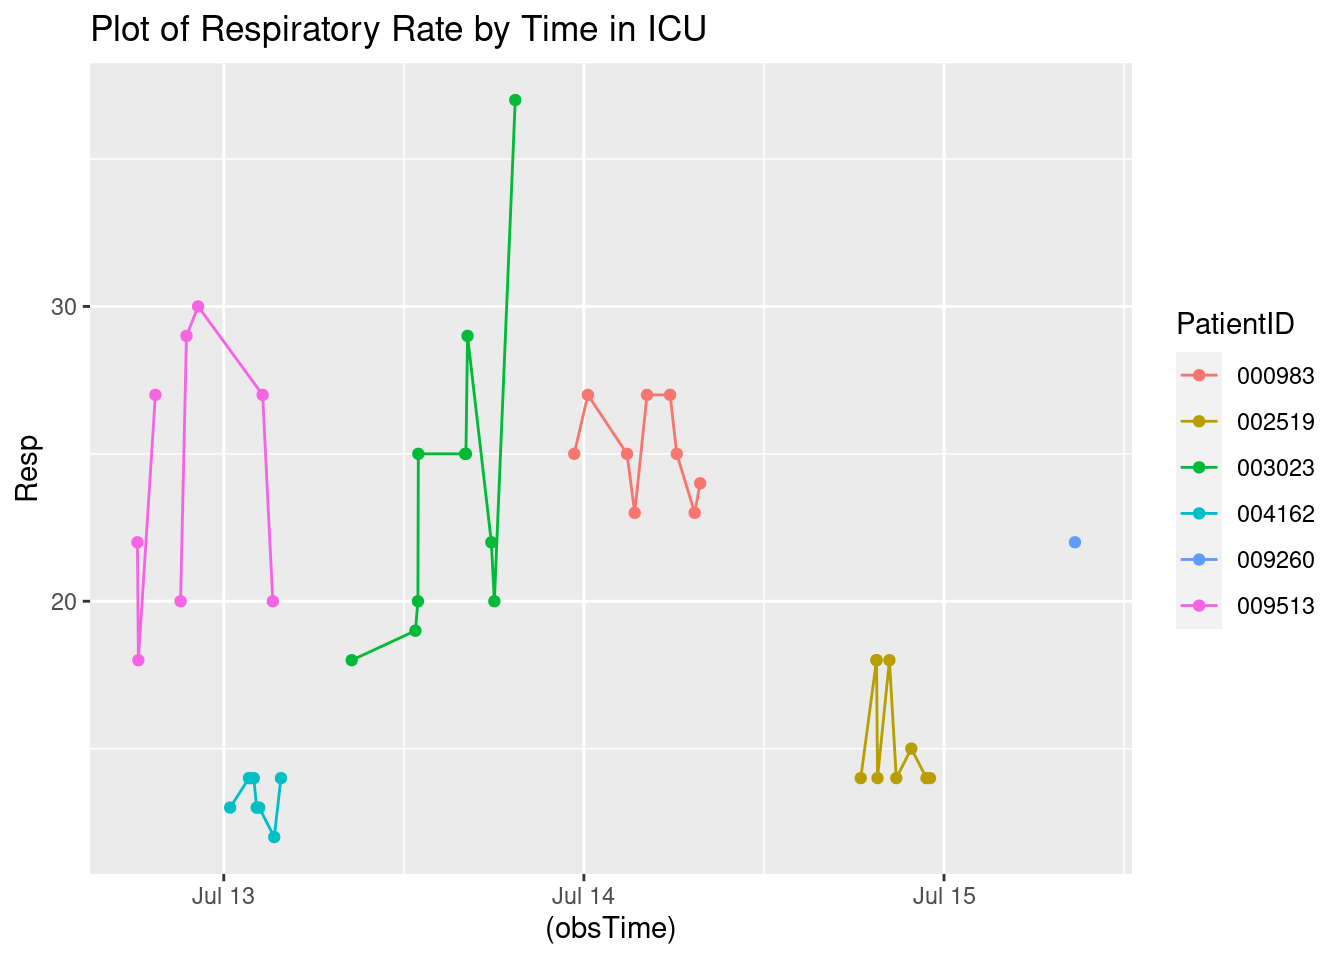 Plot of Respiratory Rate by Time in ICU
Resp
30
20
Jul 13
Jul 14
Jul 15
(obsTime)
PatientID
000983
002519
003023
004162
009260
009513